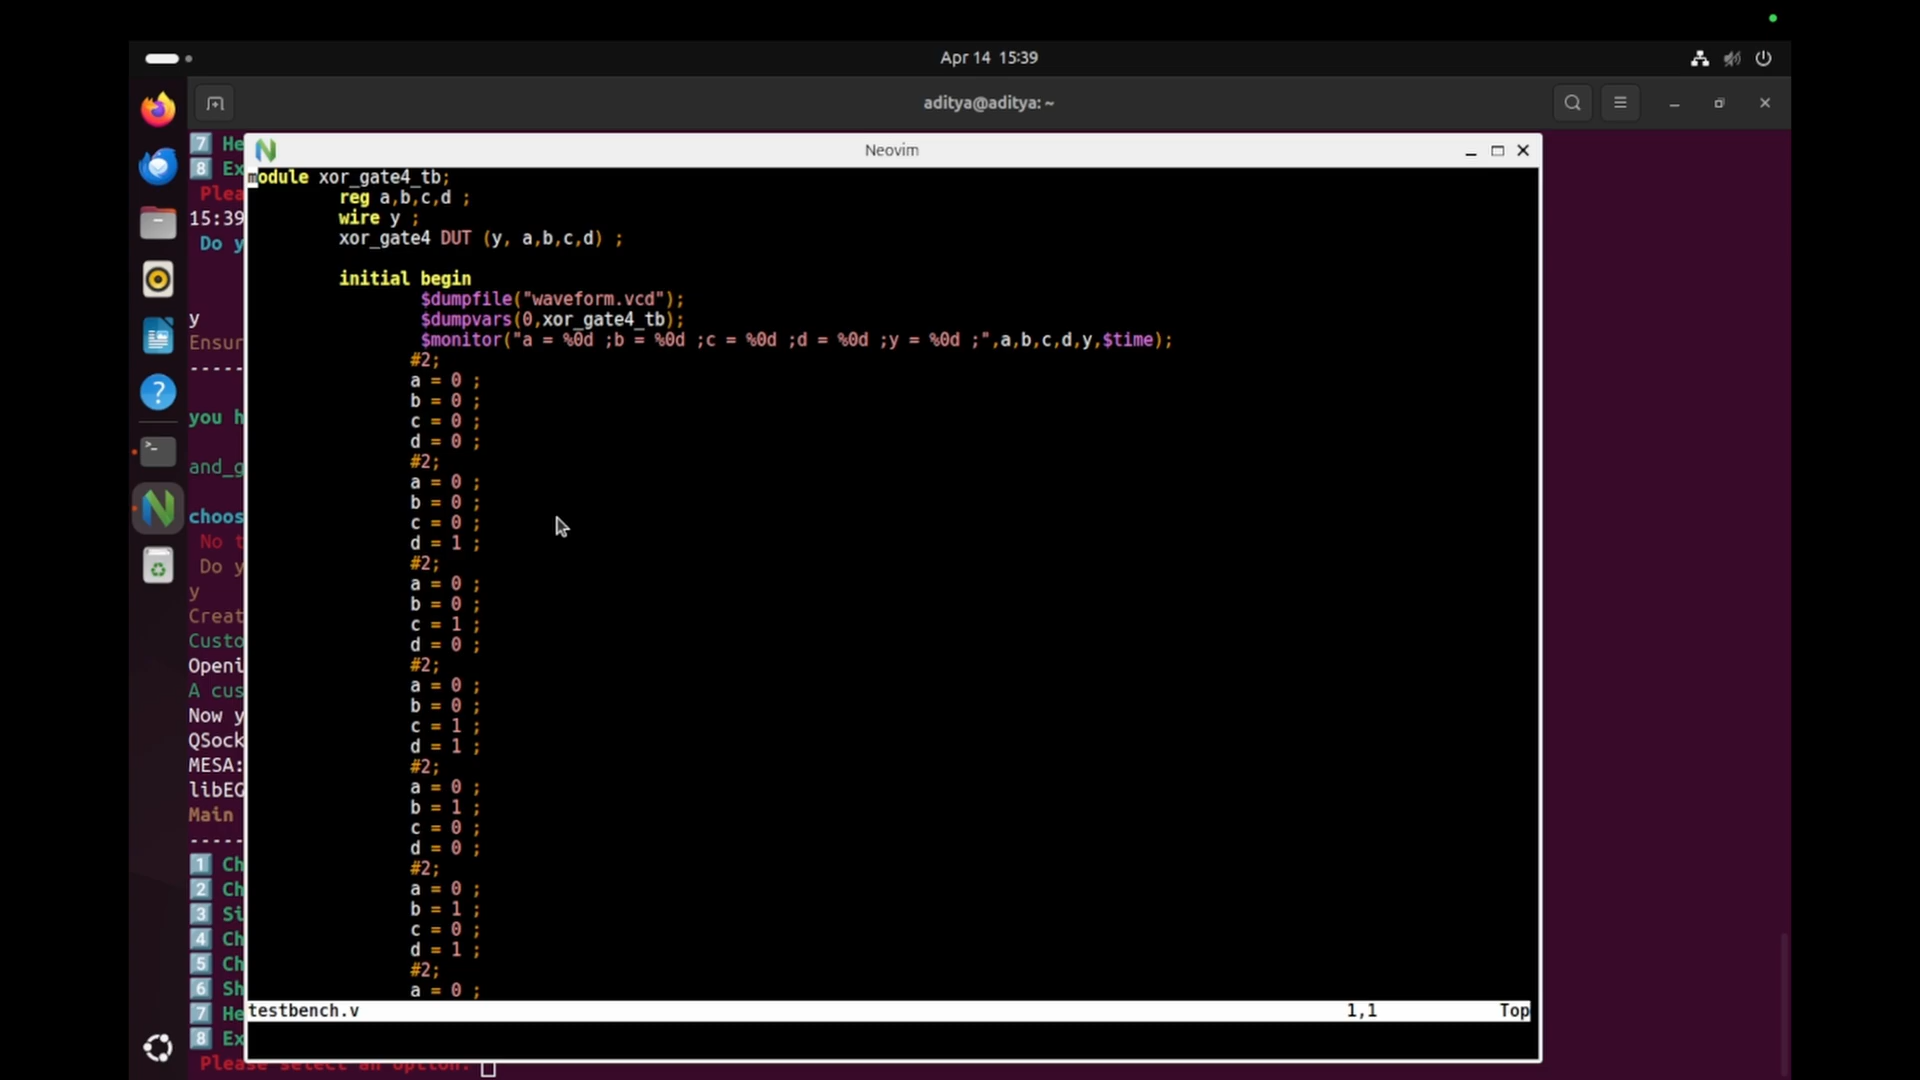 Apr 14 15:39
aditya@aditya: ~
7 He
8 Ex
Plea
15:39
Do y
y
Ensur
-----
you h
and_g
choos
No t
Do y
y
Creat
Custo
Openi
A cus
Now y
QSock
MESA:
libEG
Main
-----
1 Ch
2 Ch
3 Si
4 Ch
5 Ch
6 Sh
7 He
8 Ex
Please select an option:
Neovim
module xor_gate4_tb;
reg a,b,c,d ;
wire y ;
xor_gate4 DUT (y, a,b,c,d) ;
initial begin
$dumpfile("waveform.vcd");
$dumpvars(0,xor_gate4_tb);
$monitor("a = %0d ;b = %0d ;c = %0d ;d = %0d ;y = %0d ;",a,b,c,d,y,$time);
#2;
a = 0 ;
b = 0 ;
c = 0 ;
d = 0 ;
#2;
a = 0 ;
b = 0 ;
c = 0 ;
d = 1 ;
#2;
a = 0 ;
b = 0 ;
c = 1 ;
d = 0 ;
#2;
a = 0 ;
b = 0 ;
c = 1 ;
d = 1 ;
#2;
a = 0 ;
b = 1 ;
c = 0 ;
d = 0 ;
#2;
a = 0 ;
b = 1 ;
c = 0 ;
d = 1 ;
#2;
a = 0 ;
testbench.v 1,1 Top